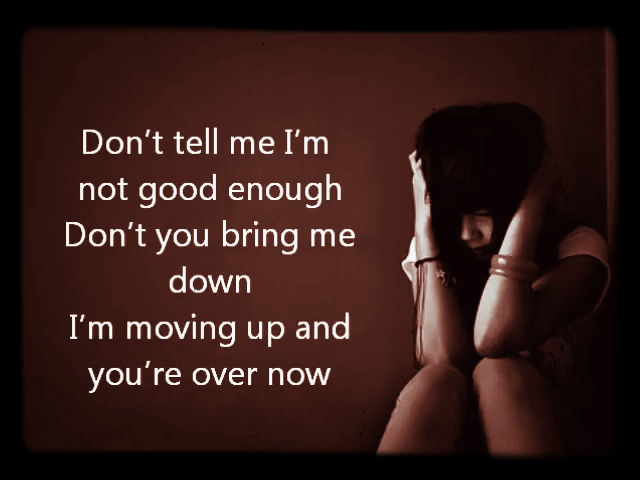 Don't tell me I'm
not good enough
Don't you bring me
down
I'm moving up and
you're over now